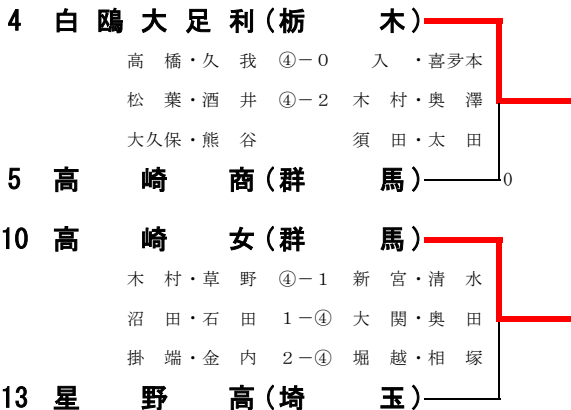 4 白鷗大足利(栃木)
高橋・久我 ④－0 入・喜多本
松葉・酒井 ④－2 木村・奥澤
大久保・熊谷 須田・太田
5 高崎商(群馬) 0
10 高崎女(群馬)
木村・草野 ④－1 新宮・清水
沼田・石田 1－④ 大関・奥田
掛端・金内 2－④ 堀越・相塚
13 星野高(埼玉)